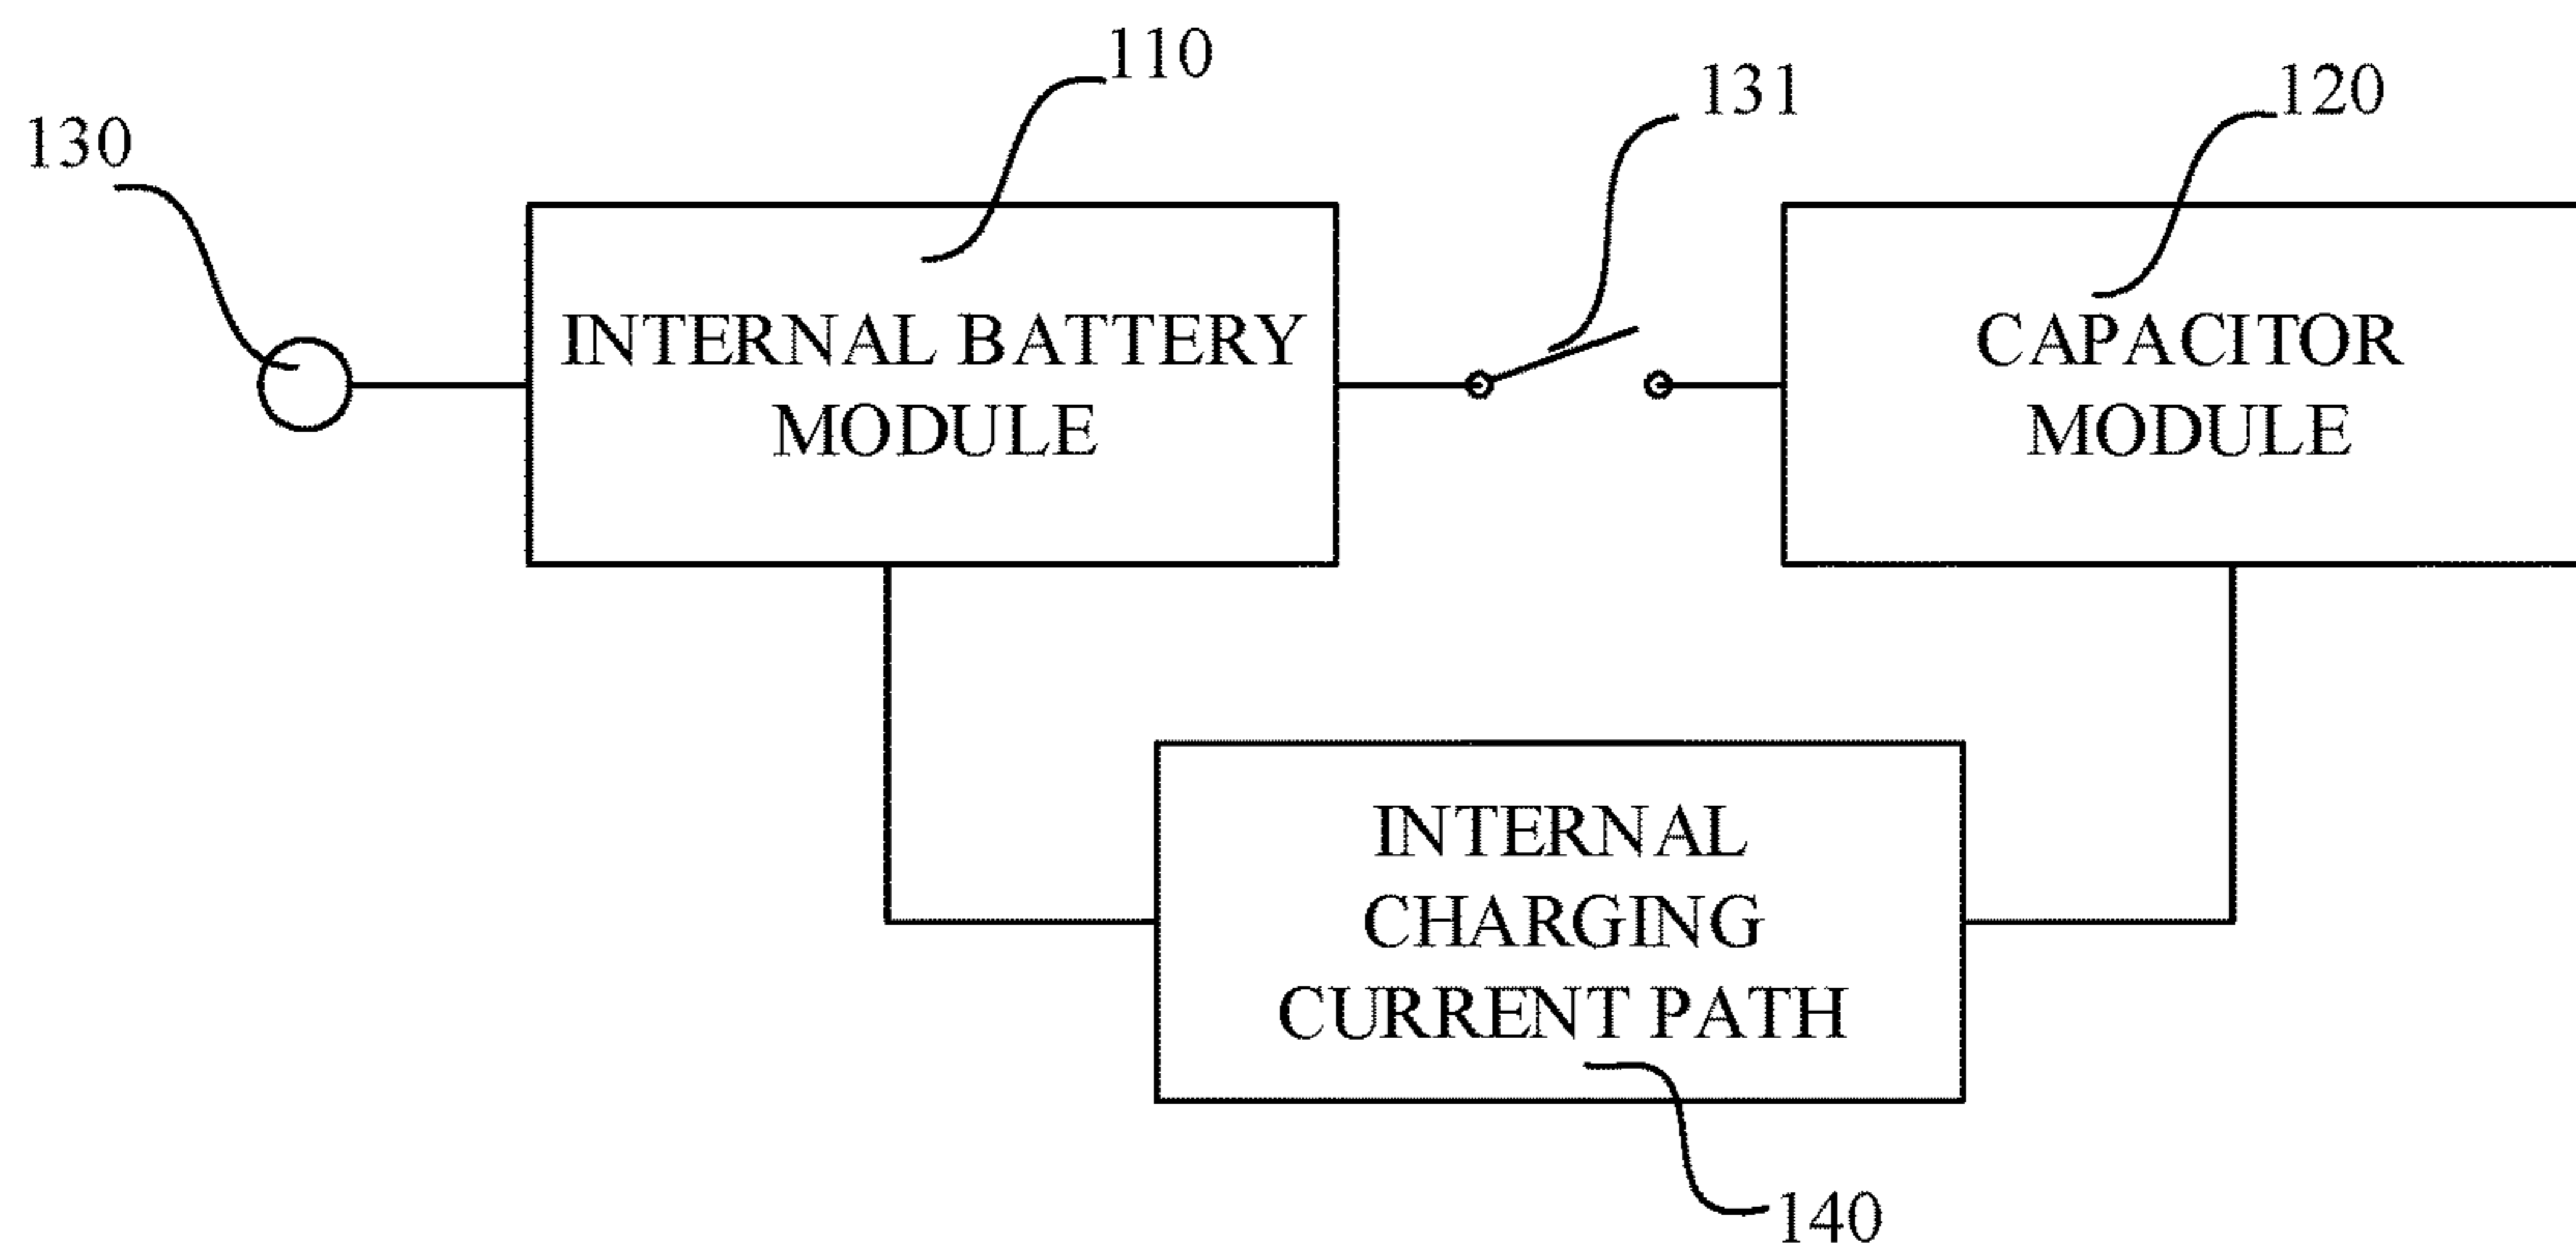 110
131
120
130
INTERNAL BATTERY
MODULE
CAPACITOR
MODULE
INTERNAL
CHARGING
CURRENT PATH
140